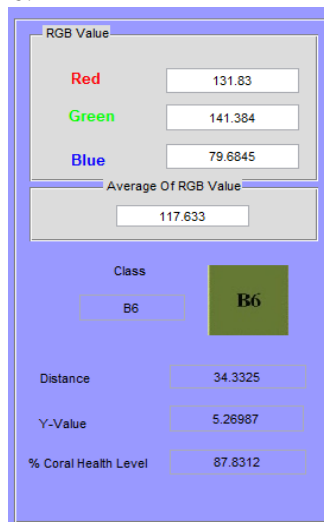 RGB Value
Red 131.83
Green 141.384
Blue 79.6845
Average Of RGB Value
117.633
Class
B6
B6
Distance 34.3325
Y-Value 5.26987
% Coral Health Level 87.8312